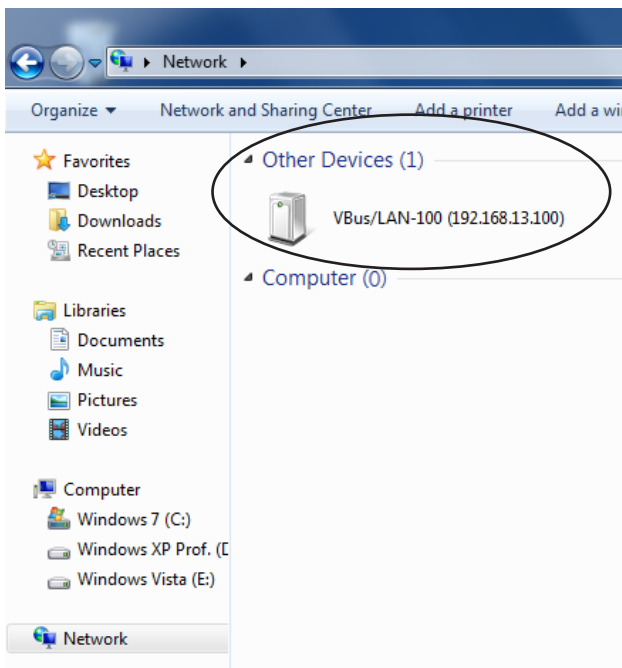 Network
Organize Network and Sharing Center Add a printer Add a wi
Favorites
Desktop
Downloads
Recent Places
Libraries
Documents
Music
Pictures
Videos
Computer
Windows 7 (C:)
Windows XP Prof. (D
Windows Vista (E:)
Network
Other Devices (1)
VBus/LAN-100 (192.168.13.100)
Computer (0)